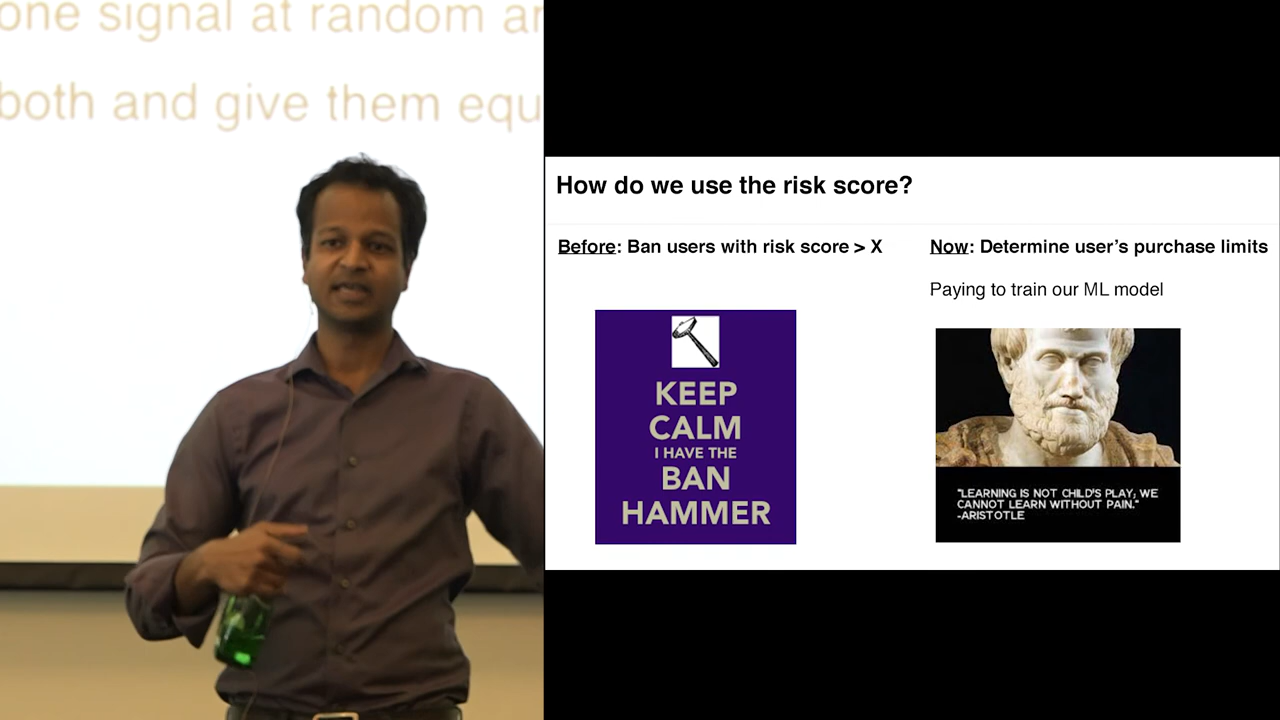 one signal at random
both and give them
How do we use the risk score?
Before: Ban users with risk score > X
Now: Determine user's purchase limits
Paying to train our ML model
KEEP
CALM
I HAVE THE
BAN
HAMMER
"LEARNING IS NOT CHILD'S PLAY; WE
CANNOT LEARN WITHOUT PAIN."
-ARISTOTLE